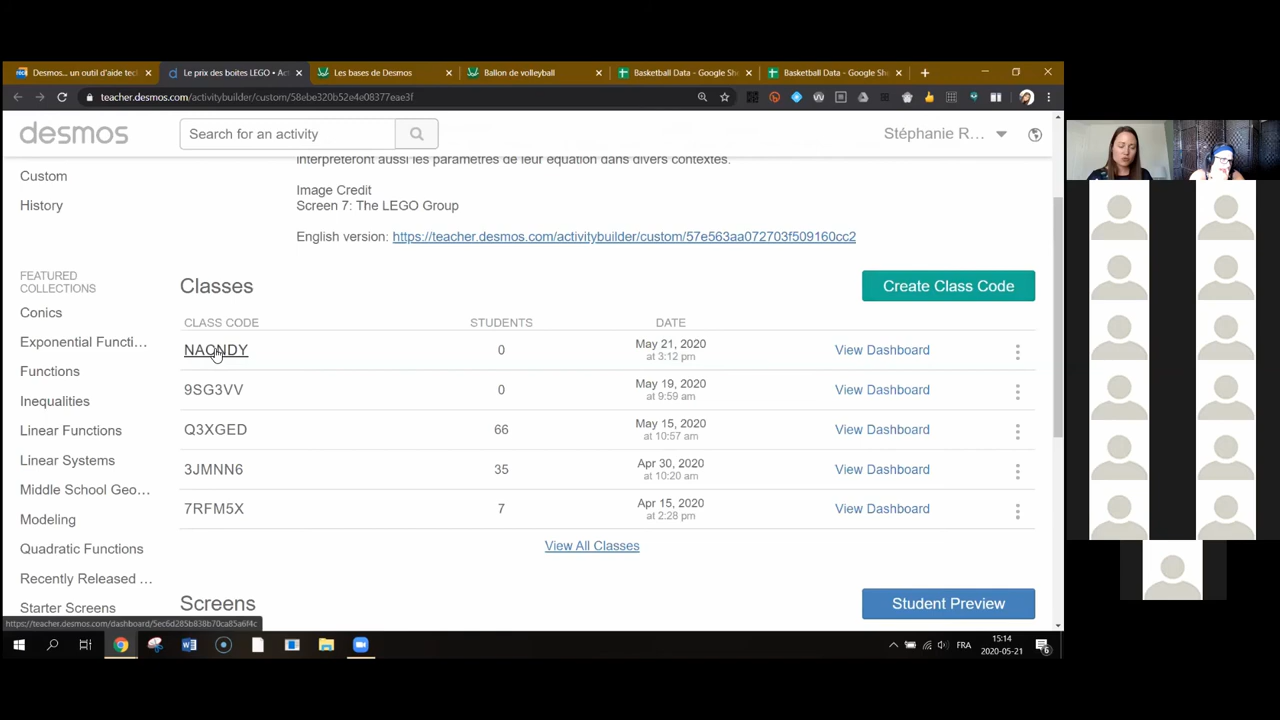 Desmos... un outil d'aide tec
Le prix des boites LEGO • Act
Les bases de Desmos
Ballon de volleyball
Basketball Data - Google She
Basketball Data - Google She
teacher.desmos.com/activitybuilder/custom/58ebe320b52e4e08377eae3f
desmos
Search for an activity
Stéphanie R...
interpréteront aussi les paramètres de leur équation dans divers contextes.
Custom
Image Credit
History
Screen 7: The LEGO Group
English version: https://teacher.desmos.com/activitybuilder/custom/57e563aa072703f509160cc2
FEATURED
COLLECTIONS
Conics
Exponential Functi...
Functions
Inequalities
Linear Functions
Linear Systems
Middle School Geo...
Modeling
Quadratic Functions
Recently Released ...
Starter Screens
Classes
Create Class Code
CLASS CODE STUDENTS DATE
NACNDY 0 May 21, 2020 View Dashboard
at 3:12 pm
9SG3VV 0 May 19, 2020 View Dashboard
at 9:59 am
Q3XGED 66 May 15, 2020 View Dashboard
at 10:57 am
3JMNN6 35 Apr 30, 2020 View Dashboard
at 10:20 am
7RFM5X 7 Apr 15, 2020 View Dashboard
at 2:28 pm
View All Classes
Screens
Student Preview
https://teacher.desmos.com/dashboard/5ec6d285b838b70ca85a6f4c
FRA
15:14
2020-05-21
6